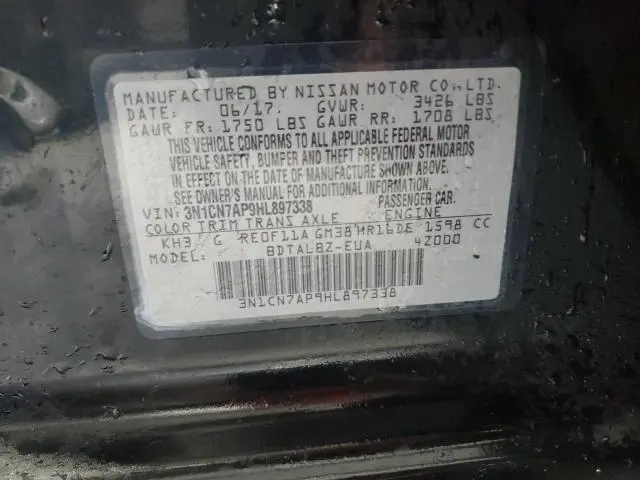 MANUFACTURED BY NISSAN MOTOR CO., LTD.
DATE: 06/17. GVWR: 3426 LBS
GAWR FR: 1750 LBS GAWR RR: 1708 LBS
THIS VEHICLE CONFORMS TO ALL APPLICABLE FEDERAL MOTOR
VEHICLE SAFETY, BUMPER AND THEFT PREVENTION STANDARDS
IN EFFECT ON THE DATE OF MANUFACTURE SHOWN ABOVE.
SEE OWNER'S MANUAL FOR ADDITIONAL INFORMATION
VIN: 3N1CN7AP9HL897338 PASSENGER CAR.
COLOR TRIM TRANS AXLE ENGINE
KH3 G RE0F11A GM38 HR16DE 1598 CC
MODEL: BDTALBZ-EUA 4Z000
3N1CN7AP9HL897338